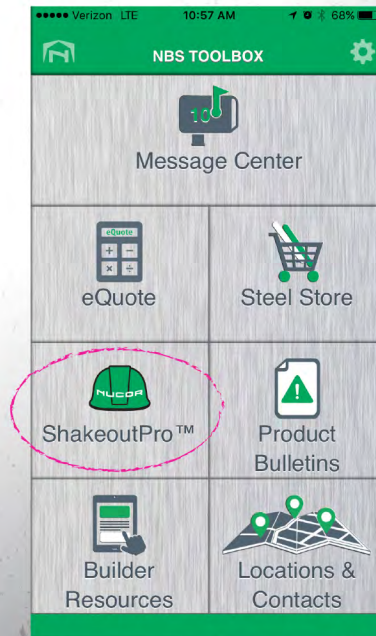 Verizon LTE 10:57 AM 68%
NBS TOOLBOX
10
Message Center
eQuote
eQuote
Steel Store
NUCOR
ShakeoutPro™
Product
Bulletins
Builder
Resources
Locations &
Contacts